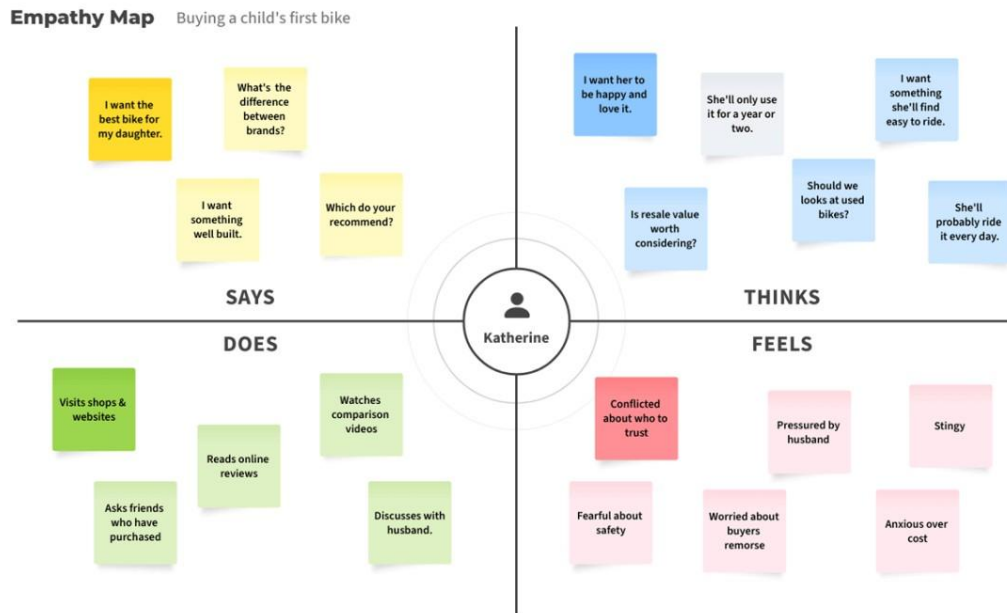 Empathy Map Buying a child's first bike
I want the
best bike for
my daughter.
What's the
difference
between
brands?
I want
something
well built.
Which do your
recommend?
SAYS
I want her to
be happy and
love it.
She'll only use
it for a year or
two.
I want
something
she'll find
easy to ride.
Is resale value
worth
considering?
Should we
looks at used
bikes?
She'll
probably ride
it every day.
THINKS
Katherine
DOES
Visits shops &
websites
Watches
comparison
videos
Reads online
reviews
Asks friends
who have
purchased
Discusses with
husband.
FEELS
Conflicted
about who to
trust
Pressured by
husband
Stingy
Fearful about
safety
Worried about
buyers
remorse
Anxious over
cost